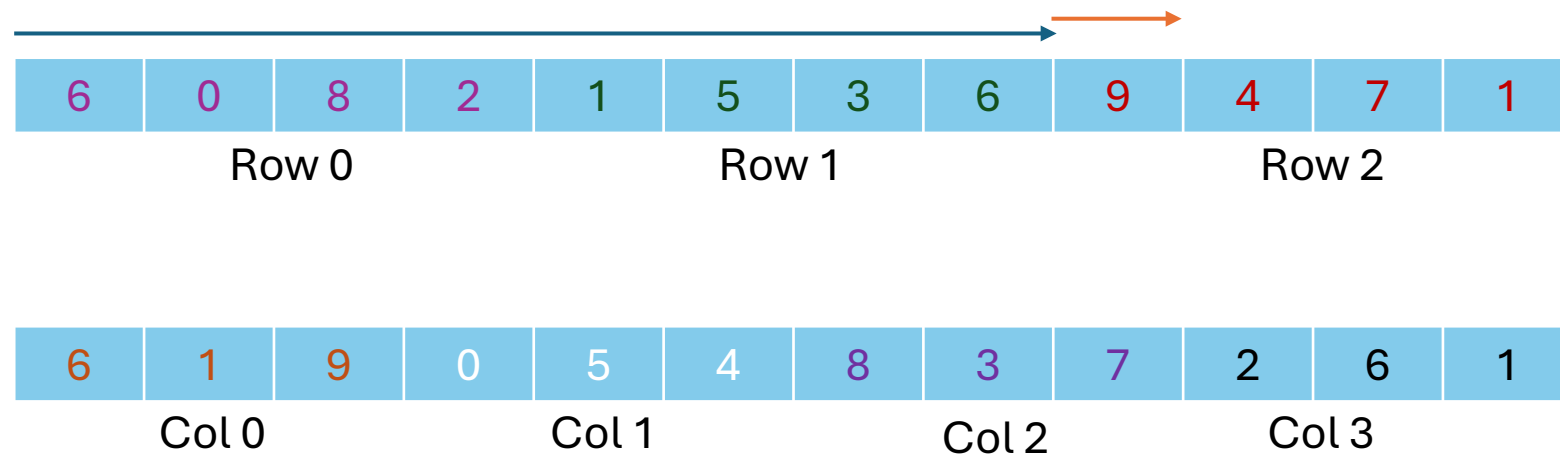 6 0 8 2 1 5 3 6 9 4 7 1
Row 0 Row 1 Row 2
6 1 9 0 5 4 8 3 7 2 6 1
Col 0 Col 1 Col 2 Col 3